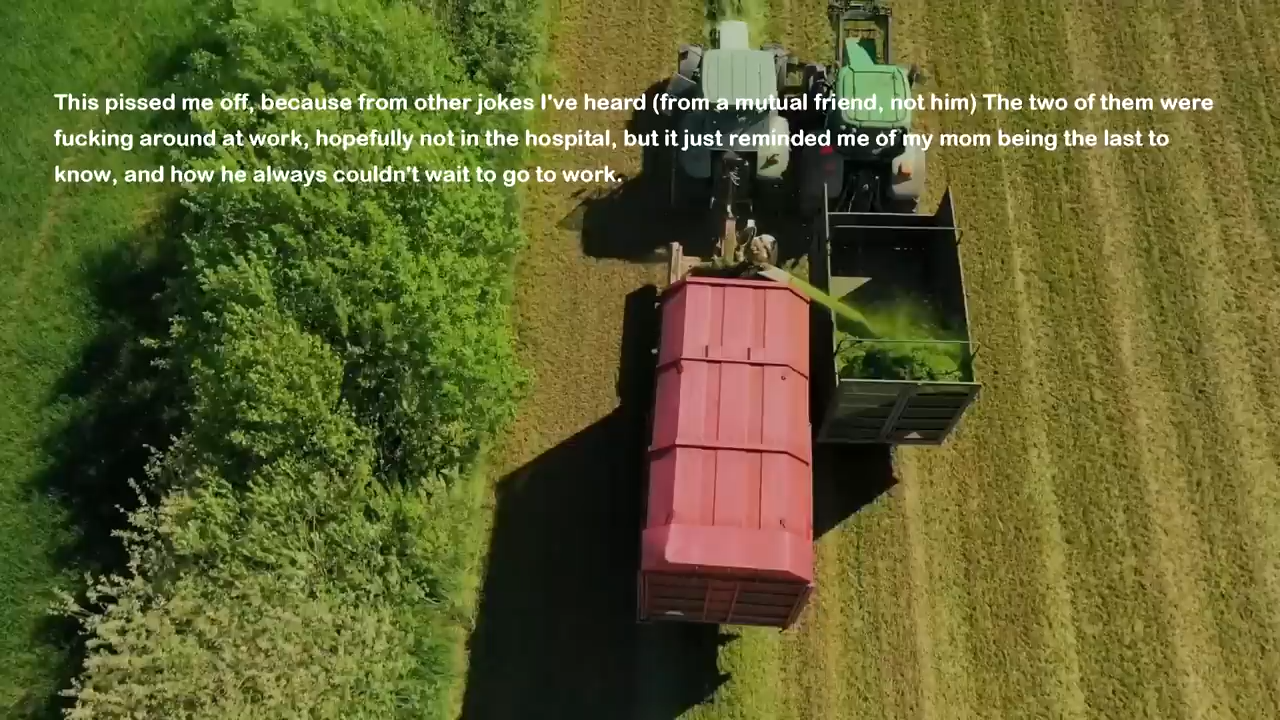 This pissed me off, because from other jokes I've heard (from a mutual friend, not him) The two of them were
fucking around at work, hopefully not in the hospital, but it just reminded me of my mom being the last to
know, and how he always couldn't wait to go to work.